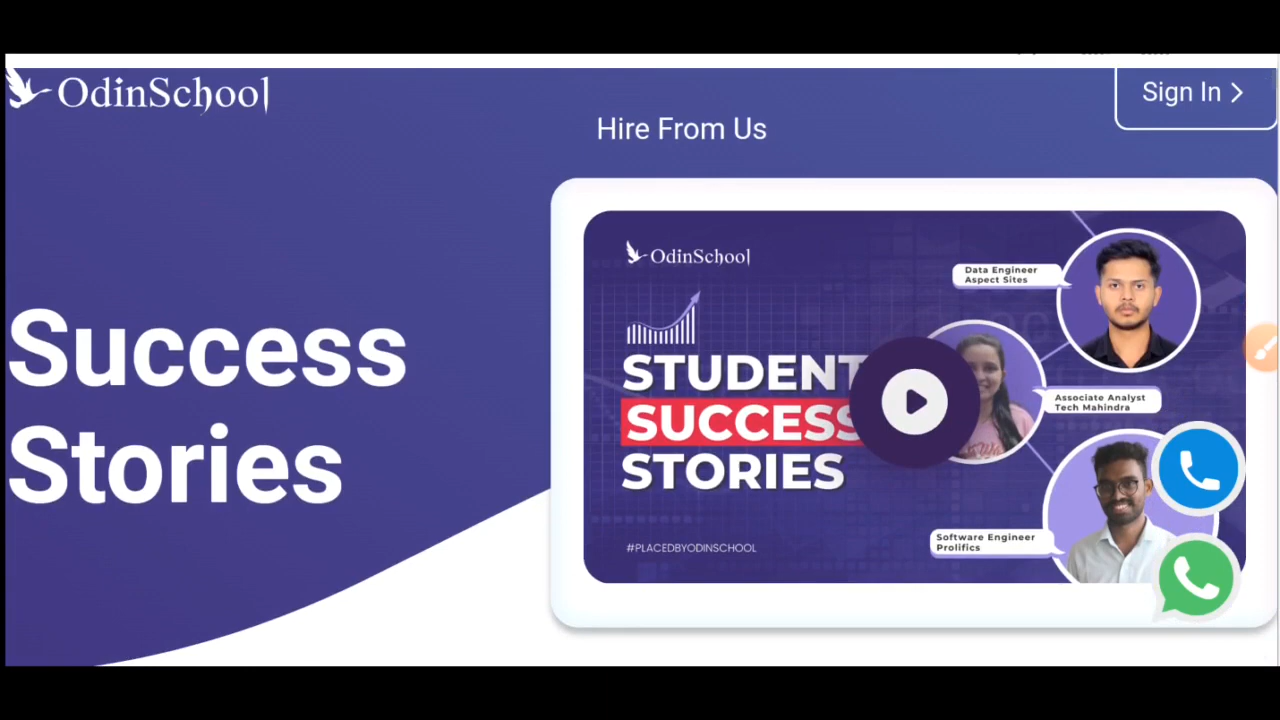 OdinSchool
Sign In
Hire From Us
Success
Stories
OdinSchool
Data Engineer
Aspect Sites
STUDENT
SUCCESS
STORIES
Associate Analyst
Tech Mahindra
Software Engineer
Prolifics
#PLACEDBYODINSCHOOL